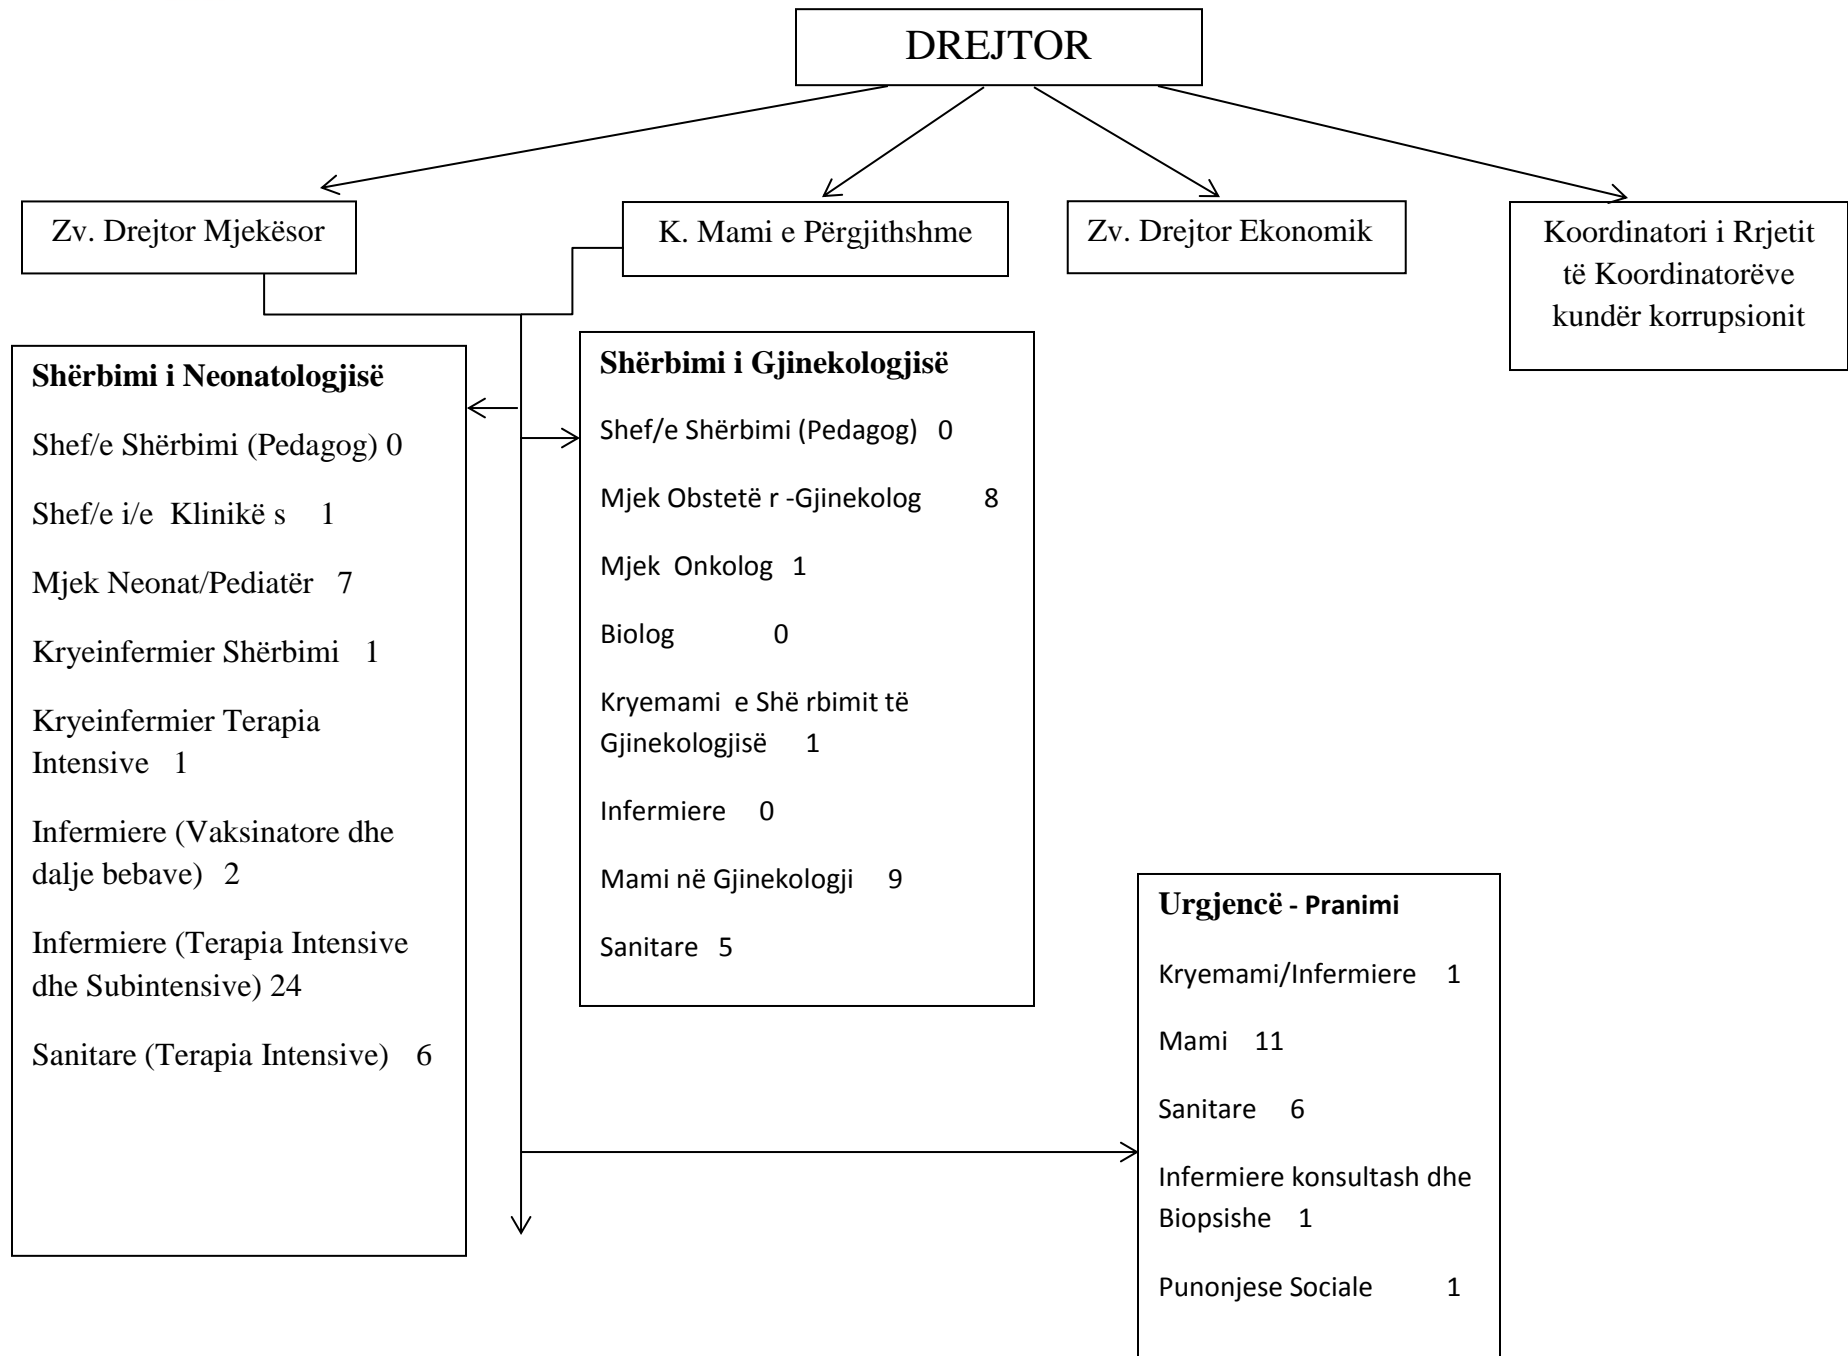 DREJTOR
Zv. Drejtor Mjekësor
K. Mami e Përgjithshme
Zv. Drejtor Ekonomik
Koordinatori i Rrjetit
të Koordinatorëve
kundër korrupsionit
Shërbimi i Neonatologjisë
Shef/e Shërbimi (Pedagog) 0
Shef/e i/e Klinikë s 1
Mjek Neonat/Pediatër 7
Kryeinfermier Shërbimi 1
Kryeinfermier Terapia
Intensive 1
Infermiere (Vaksinatore dhe
dalje bebave) 2
Infermiere (Terapia Intensive
dhe Subintensive) 24
Sanitare (Terapia Intensive) 6
Shërbimi i Gjinekologjisë
Shef/e Shërbimi (Pedagog) 0
Mjek Obstetë r -Gjinekolog 8
Mjek Onkolog 1
Biolog 0
Kryemami e Shë rbimit të
Gjinekologjisë 1
Infermiere 0
Mami në Gjinekologji 9
Sanitare 5
Urgjencë - Pranimi
Kryemami/Infermiere 1
Mami 11
Sanitare 6
Infermiere konsultash dhe
Biopsishe 1
Punonjese Sociale 1